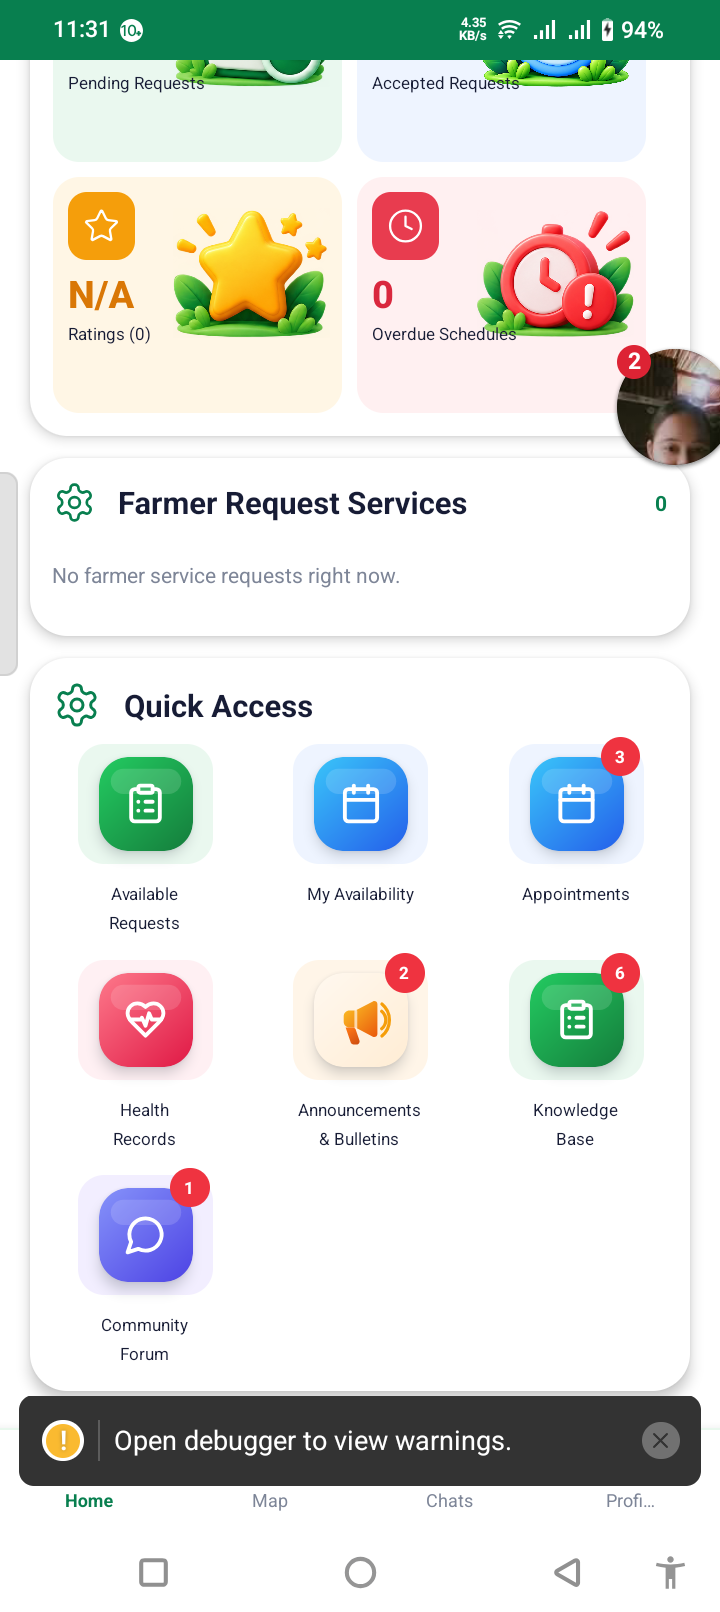 11:31
10+
4.35
KB/s
94%
Pending Requests
Accepted Requests
N/A
Ratings (0)
0
Overdue Schedules
2
Farmer Request Services
0
No farmer service requests right now.
Quick Access
3
Available
Requests
My Availability
Appointments
2
6
Health
Records
Announcements
& Bulletins
Knowledge
Base
1
Community
Forum
! Open debugger to view warnings.
Home
Map
Chats
Profi...